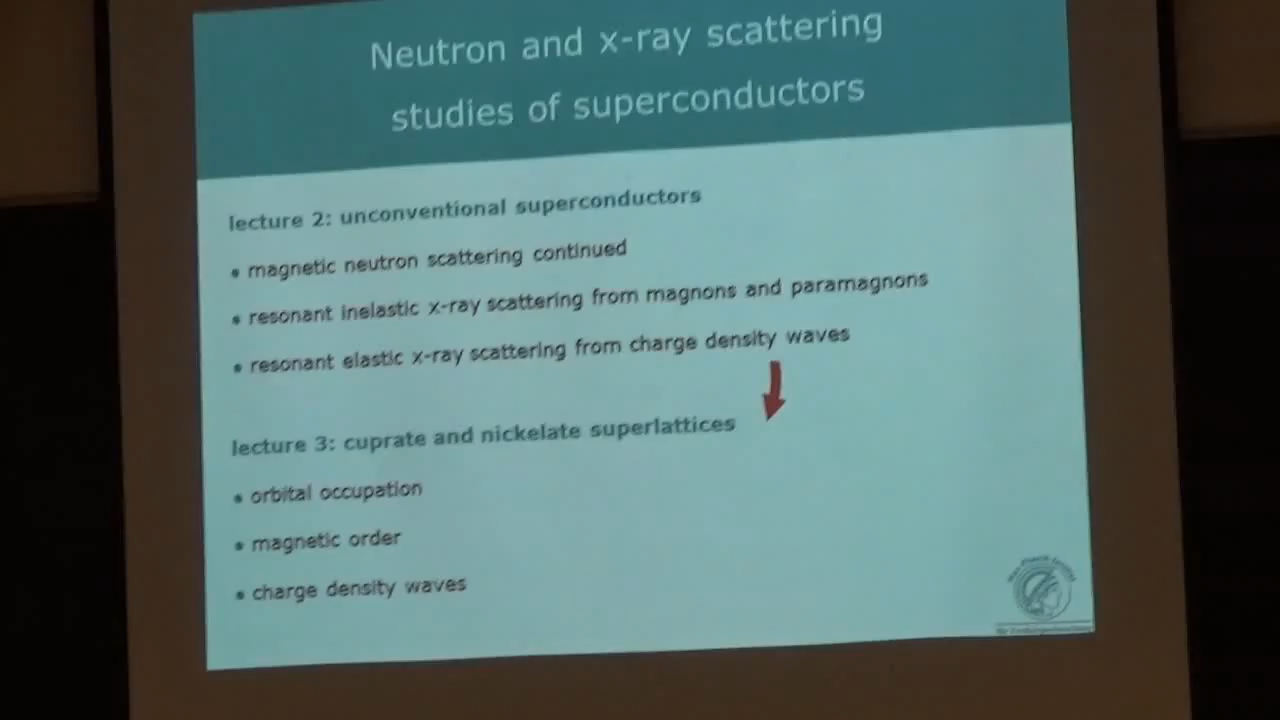 Neutron and x-ray scattering
studies of superconductors
lecture 2: unconventional superconductors
• magnetic neutron scattering continued
• resonant inelastic x-ray scattering from magnons and paramagnons
• resonant elastic x-ray scattering from charge density waves
lecture 3: cuprate and nickelate superlattices
• orbital occupation
• magnetic order
• charge density waves